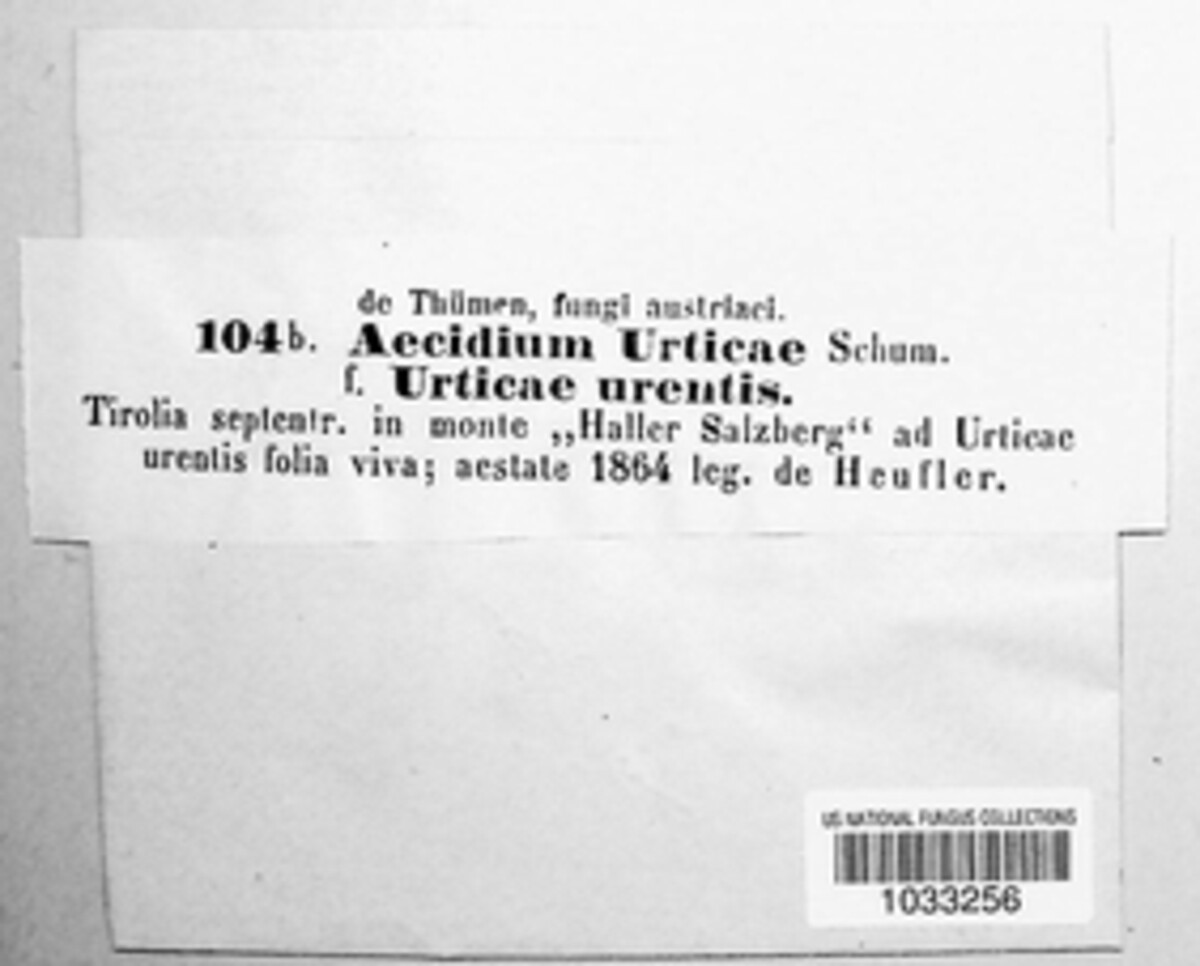 de Thümen, fungi austriaci.
104b. Aecidium Urticae Schum.
f. Urticae urentis.
Tirolia septentr. in monte „Haller Salzberg“ ad Urticae
urentis folia viva; aestate 1864 leg. de Heufler.
US NATIONAL FUNGUS COLLECTIONS
1033256